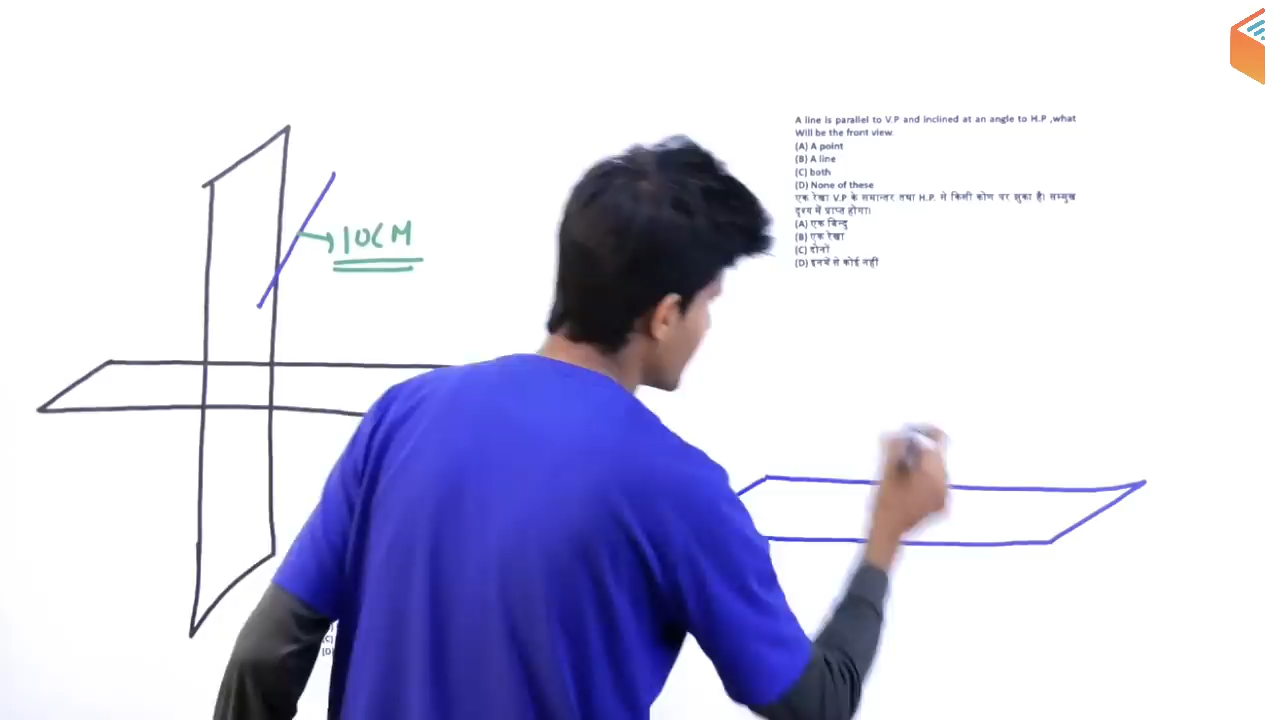 10CM
A line is parallel to V.P and inclined at an angle to H.P ,what
Will be the front view.
(A) A point
(B) A line
(C) both
(D) None of these
एक रेखा V.P के समान्तर तथा H.P. से किसी कोण पर झुका है। सम्मुख
दृश्य में प्राप्त होगा।
(A) एक बिन्दु
(B) एक रेखा
(C) दोनों
(D) इनमें से कोई नहीं
(C)
(D)